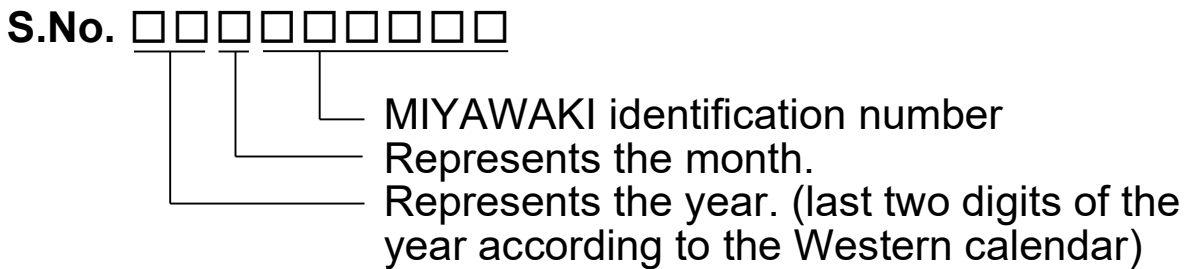 S.No. □□□□□□□□□
MIYAWAKI identification number
Represents the month.
Represents the year. (last two digits of the
year according to the Western calendar)